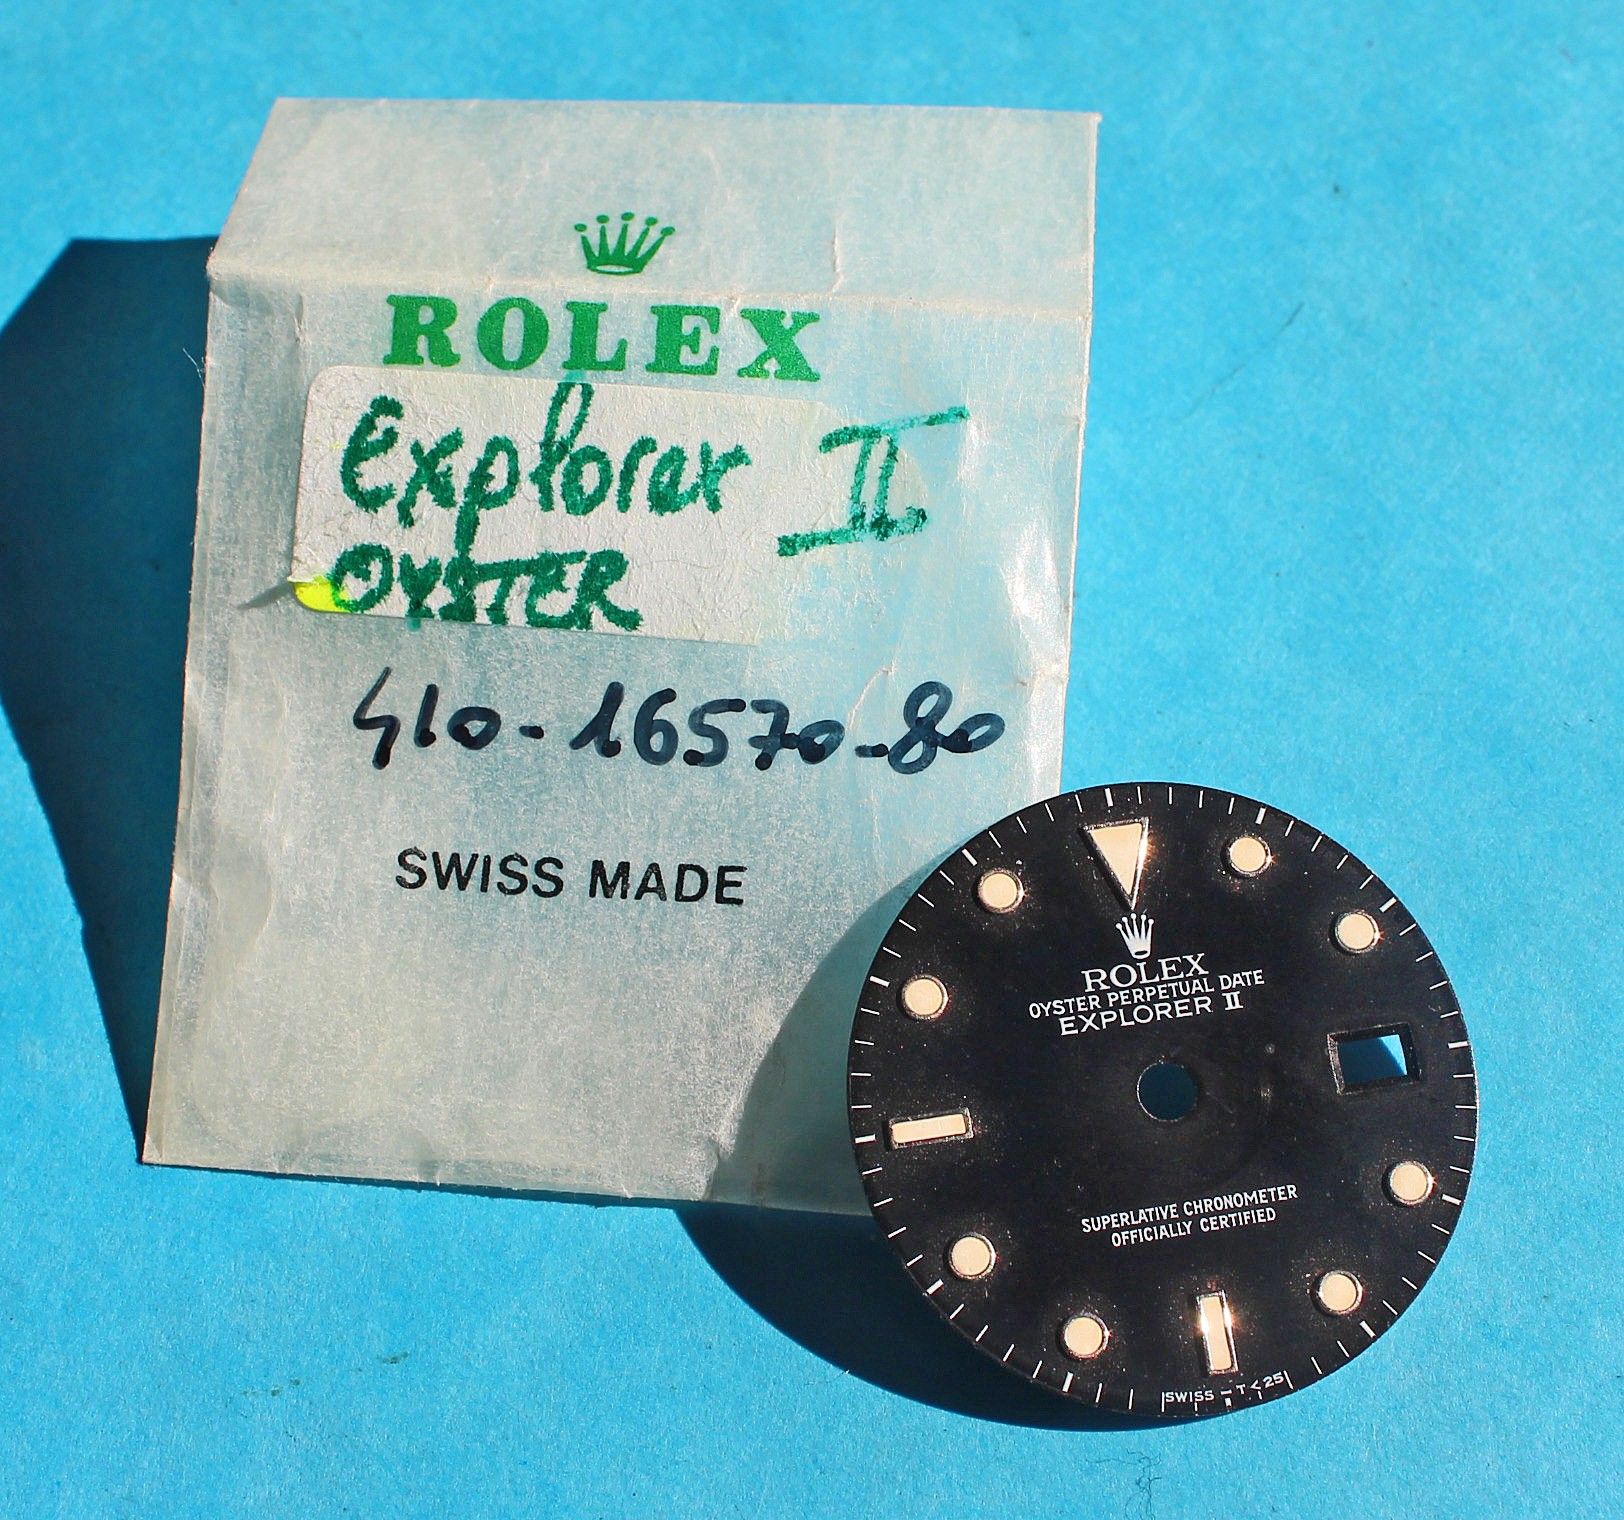 ROLEX
Explorer II
OYSTER
410-16570-80
SWISS MADE
ROLEX
OYSTER PERPETUAL DATE
EXPLORER II
SUPERLATIVE CHRONOMETER
OFFICIALLY CERTIFIED
SWISS - T < 25